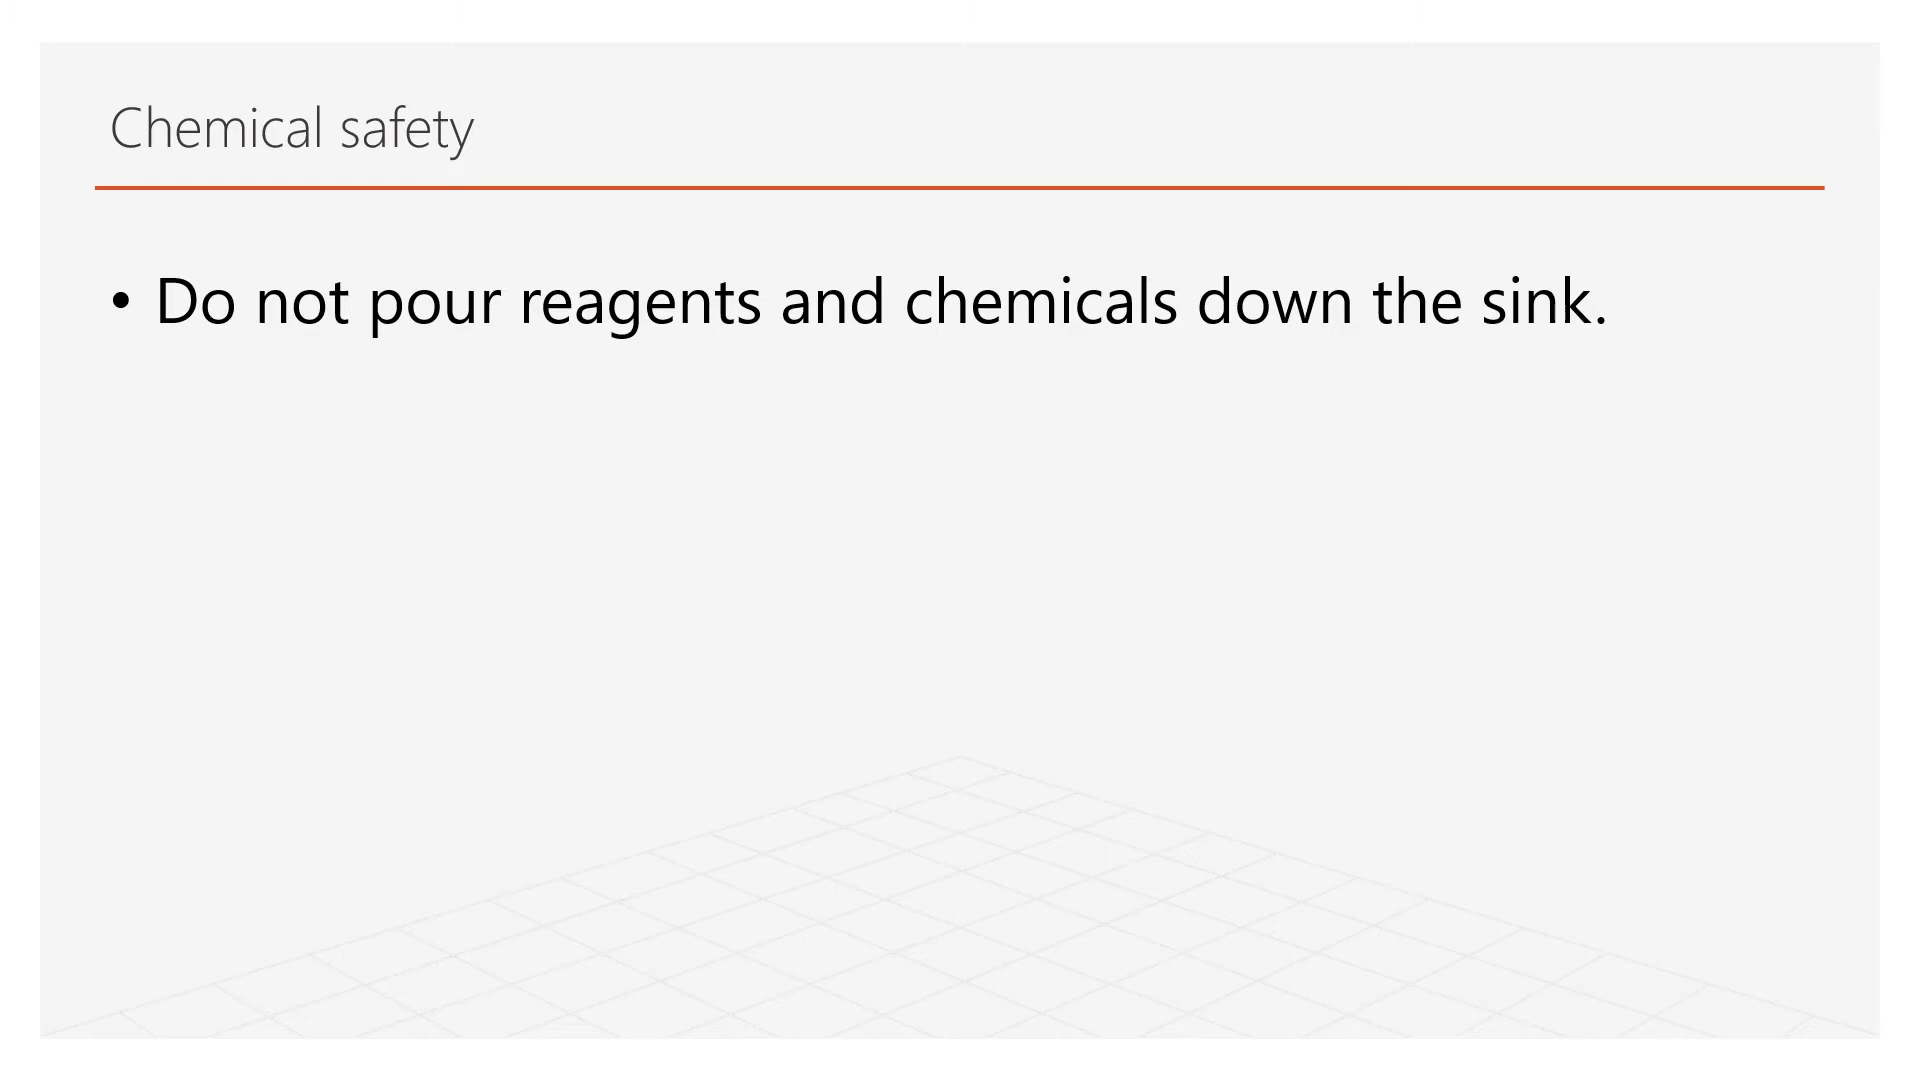 Chemical safety
• Do not pour reagents and chemicals down the sink.